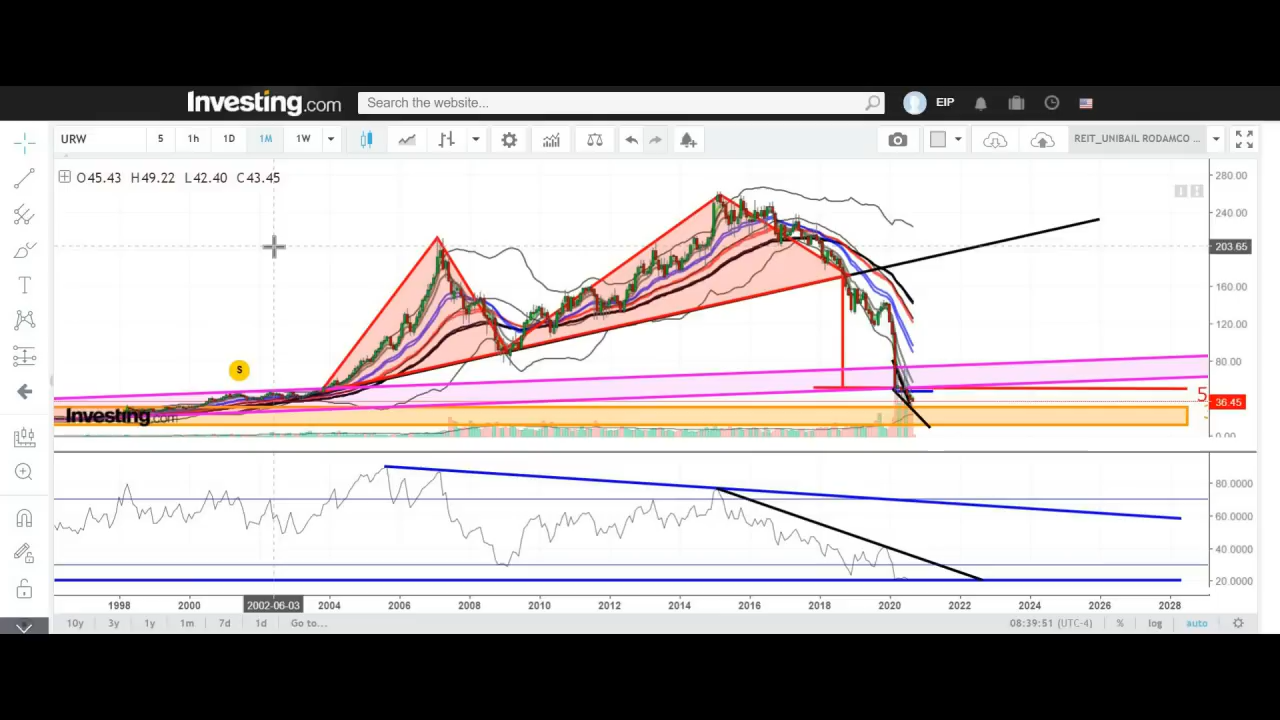 Investing.com
Search the website...
EIP
URW
5 1h 1D 1M 1W
REIT_UNIBAIL RODAMCO ...
O45.43 H49.22 L42.40 C43.45
280.00
240.00
203.65
160.00
120.00
80.00
S
5
36.45
Investing.com
0.00
80.0000
60.0000
40.0000
20.0000
1998 2000 2002-06-03 2004 2006 2008 2010 2012 2014 2016 2018 2020 2022 2024 2026 2028
10y 3y 1y 1m 7d 1d Go to... 08:39:51 (UTC-4) % log auto